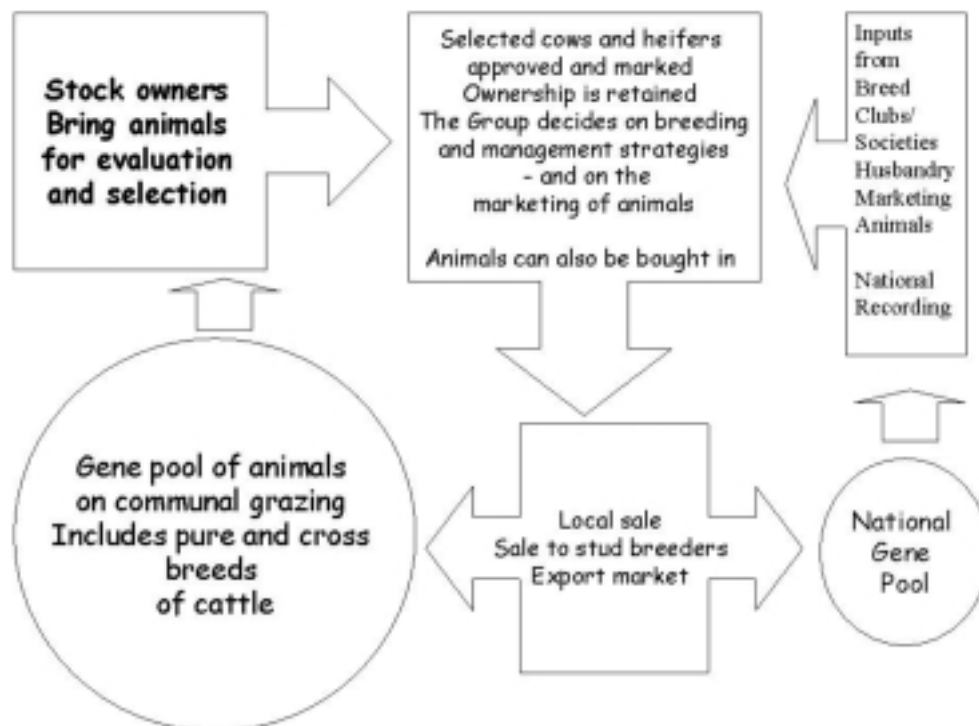 Stock owners
Bring animals
for evaluation
and selection
Selected cows and heifers
approved and marked
Ownership is retained
The Group decides on breeding
and management strategies
- and on the
marketing of animals
Animals can also be bought in
Inputs
from
Breed
Clubs/
Societies
Husbandry
Marketing
Animals
National
Recording
Gene pool of animals
on communal grazing
Includes pure and cross
breeds
of cattle
Local sale
Sale to stud breeders
Export market
National
Gene
Pool